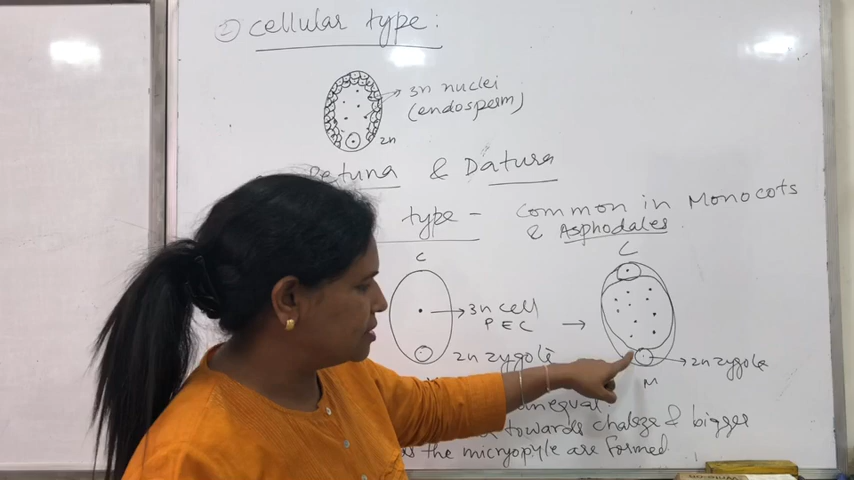 ② cellular type:
3n nuclei
(endosperm)
2n
Petuna & Datura
type - Common in Monocots
& Asphodales
C
C
3n cell
PEC
2n zygote
2n zygote
M
unequal
towards chalaza & bigger
the micropyle are formed